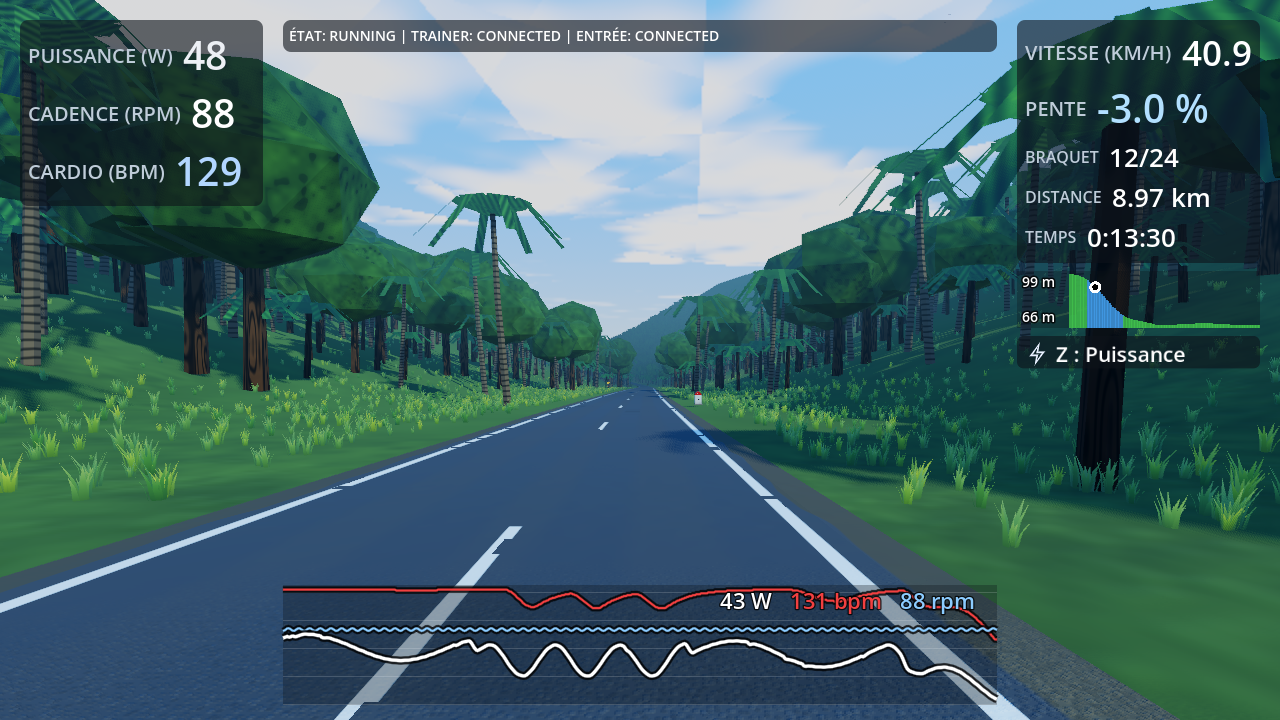 PUISSANCE (W) 48
CADENCE (RPM) 88
CARDIO (BPM) 129
ÉTAT: RUNNING | TRAINER: CONNECTED | ENTRÉE: CONNECTED
VITESSE (KM/H) 40.9
PENTE -3.0 %
BRAQUET 12/24
DISTANCE 8.97 km
TEMPS 0:13:30
99 m
66 m
Z : Puissance
43 W 131 bpm 88 rpm